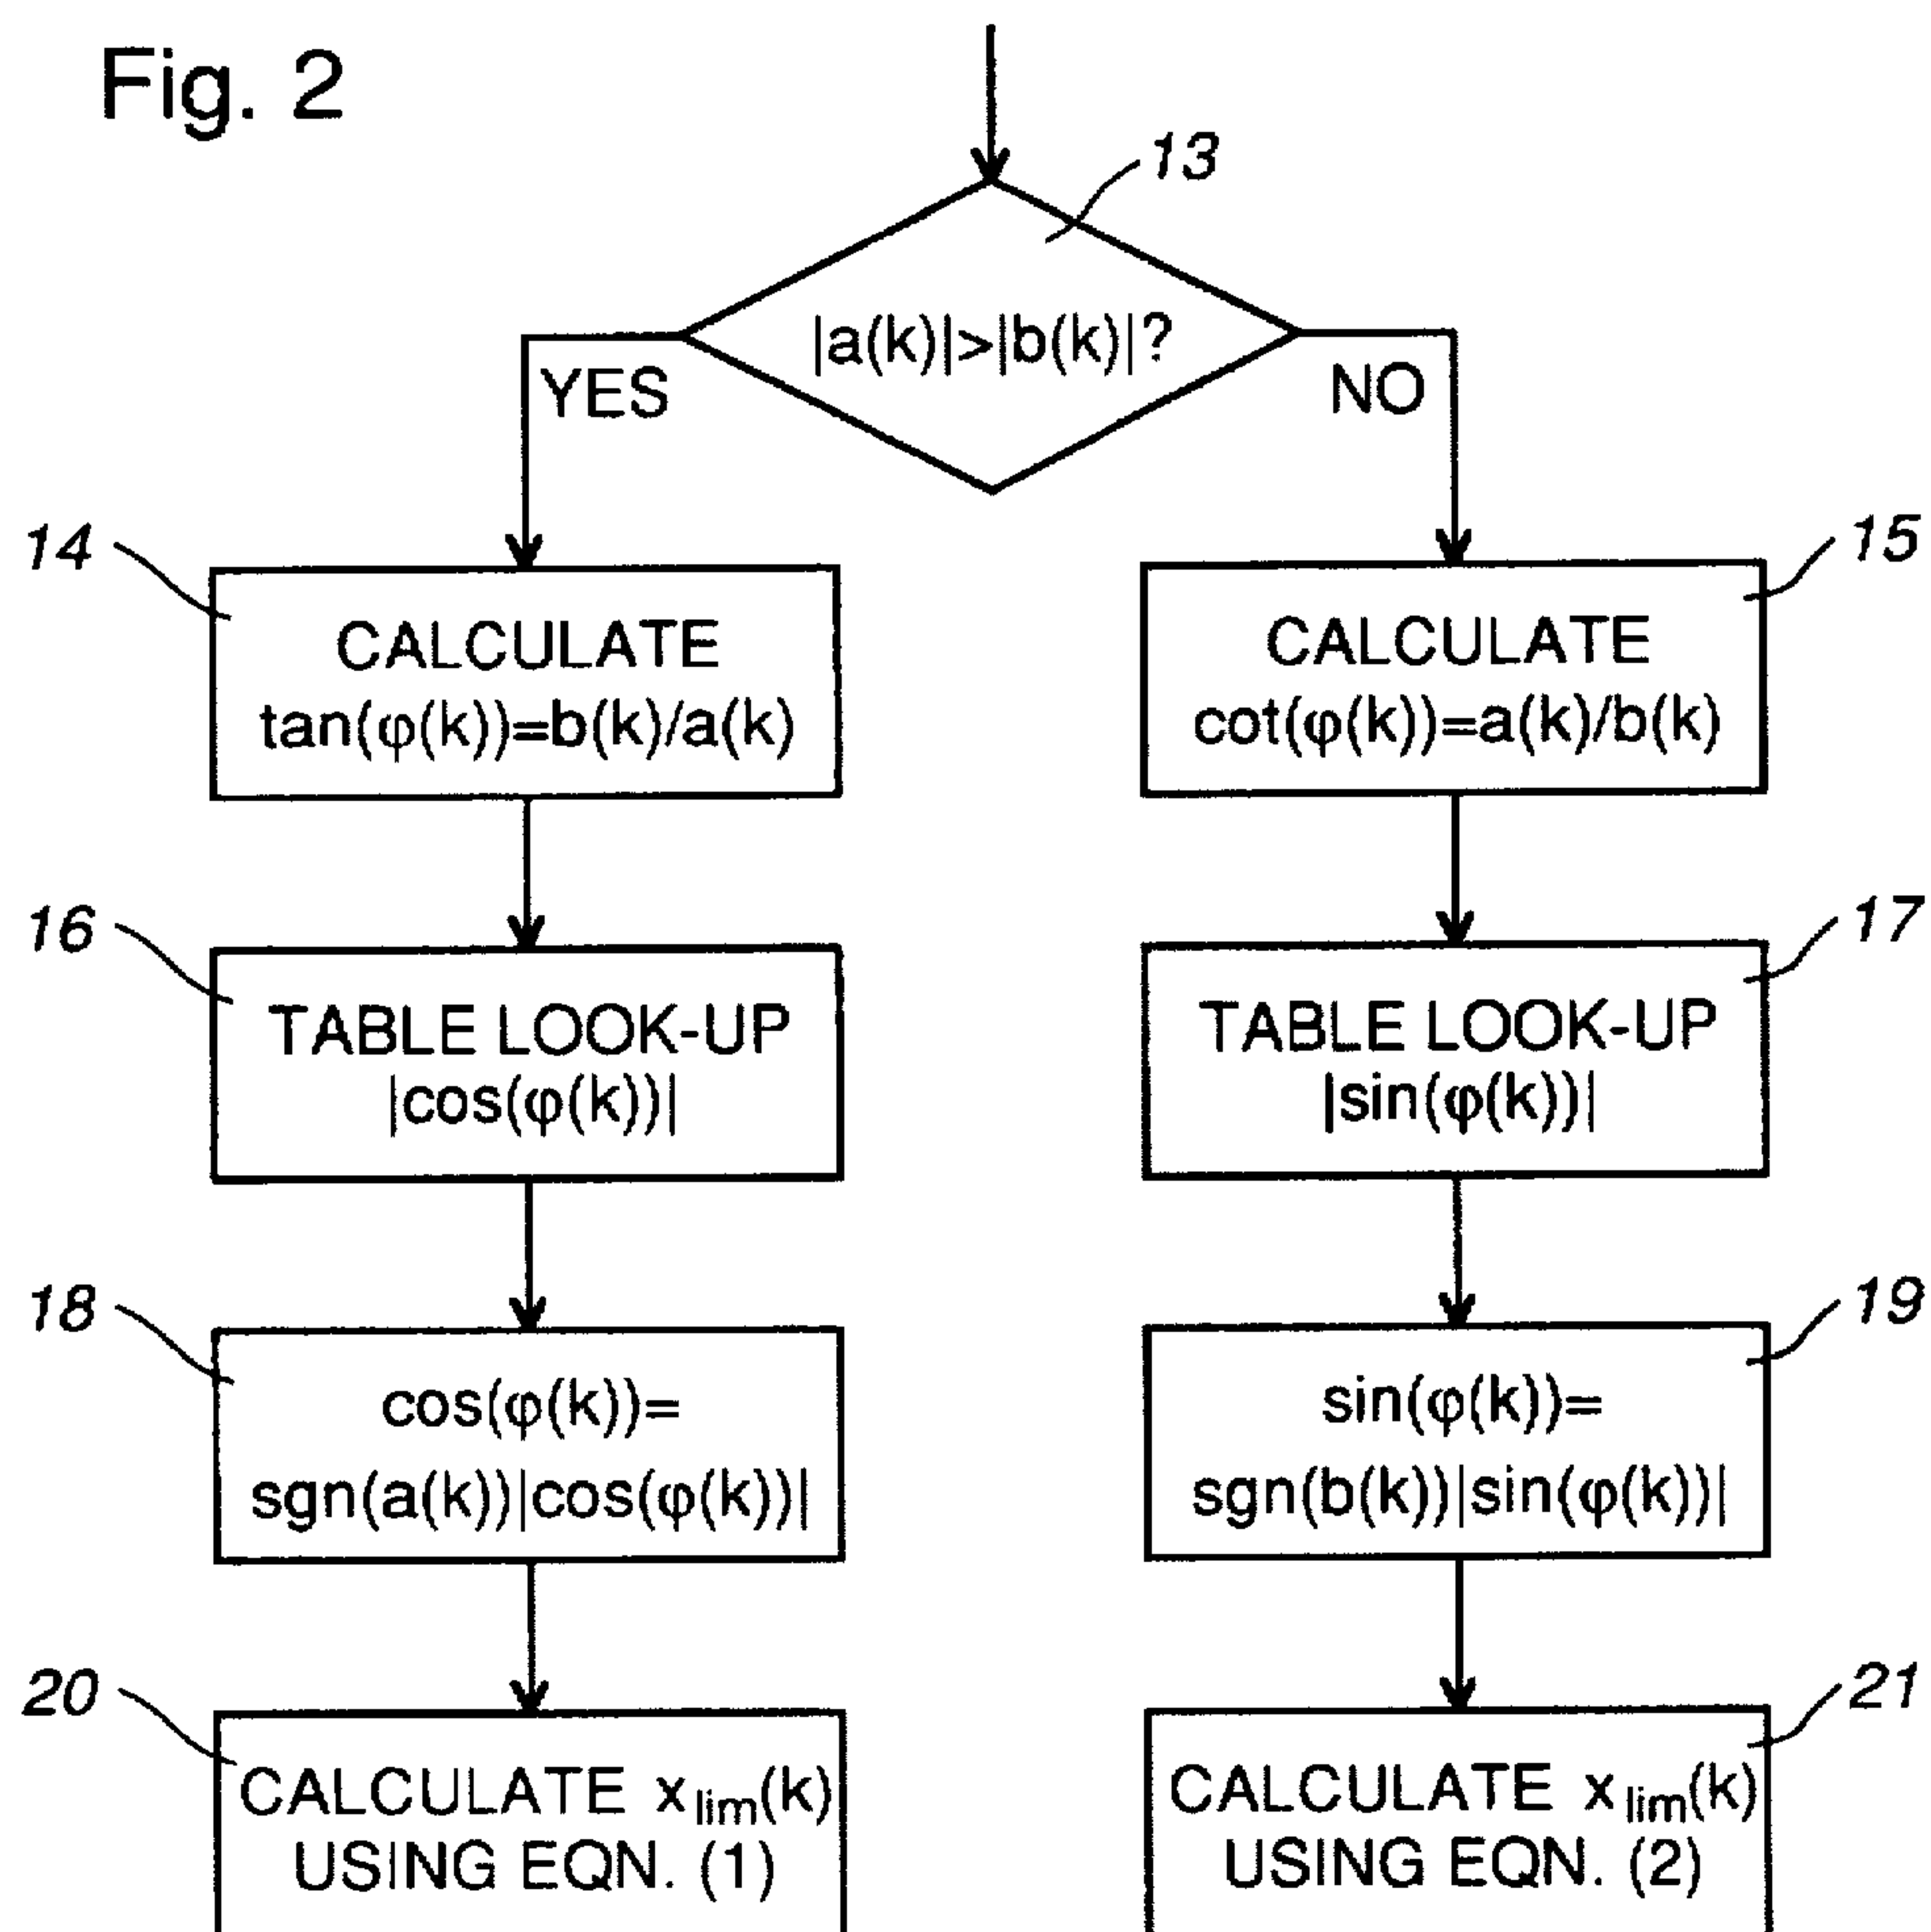 Fig. 2
13
|a(k)|>|b(k)|?
YES
NO
14
CALCULATE
tan(φ(k))=b(k)/a(k)
15
CALCULATE
cot(φ(k))=a(k)/b(k)
16
TABLE LOOK-UP
|cos(φ(k))|
17
TABLE LOOK-UP
|sin(φ(k))|
18
cos(φ(k))=
sgn(a(k))|cos(φ(k))|
19
sin(φ(k))=
sgn(b(k))|sin(φ(k))|
20
CALCULATE x_lim(k)
USING EQN. (1)
21
CALCULATE x_lim(k)
USING EQN. (2)